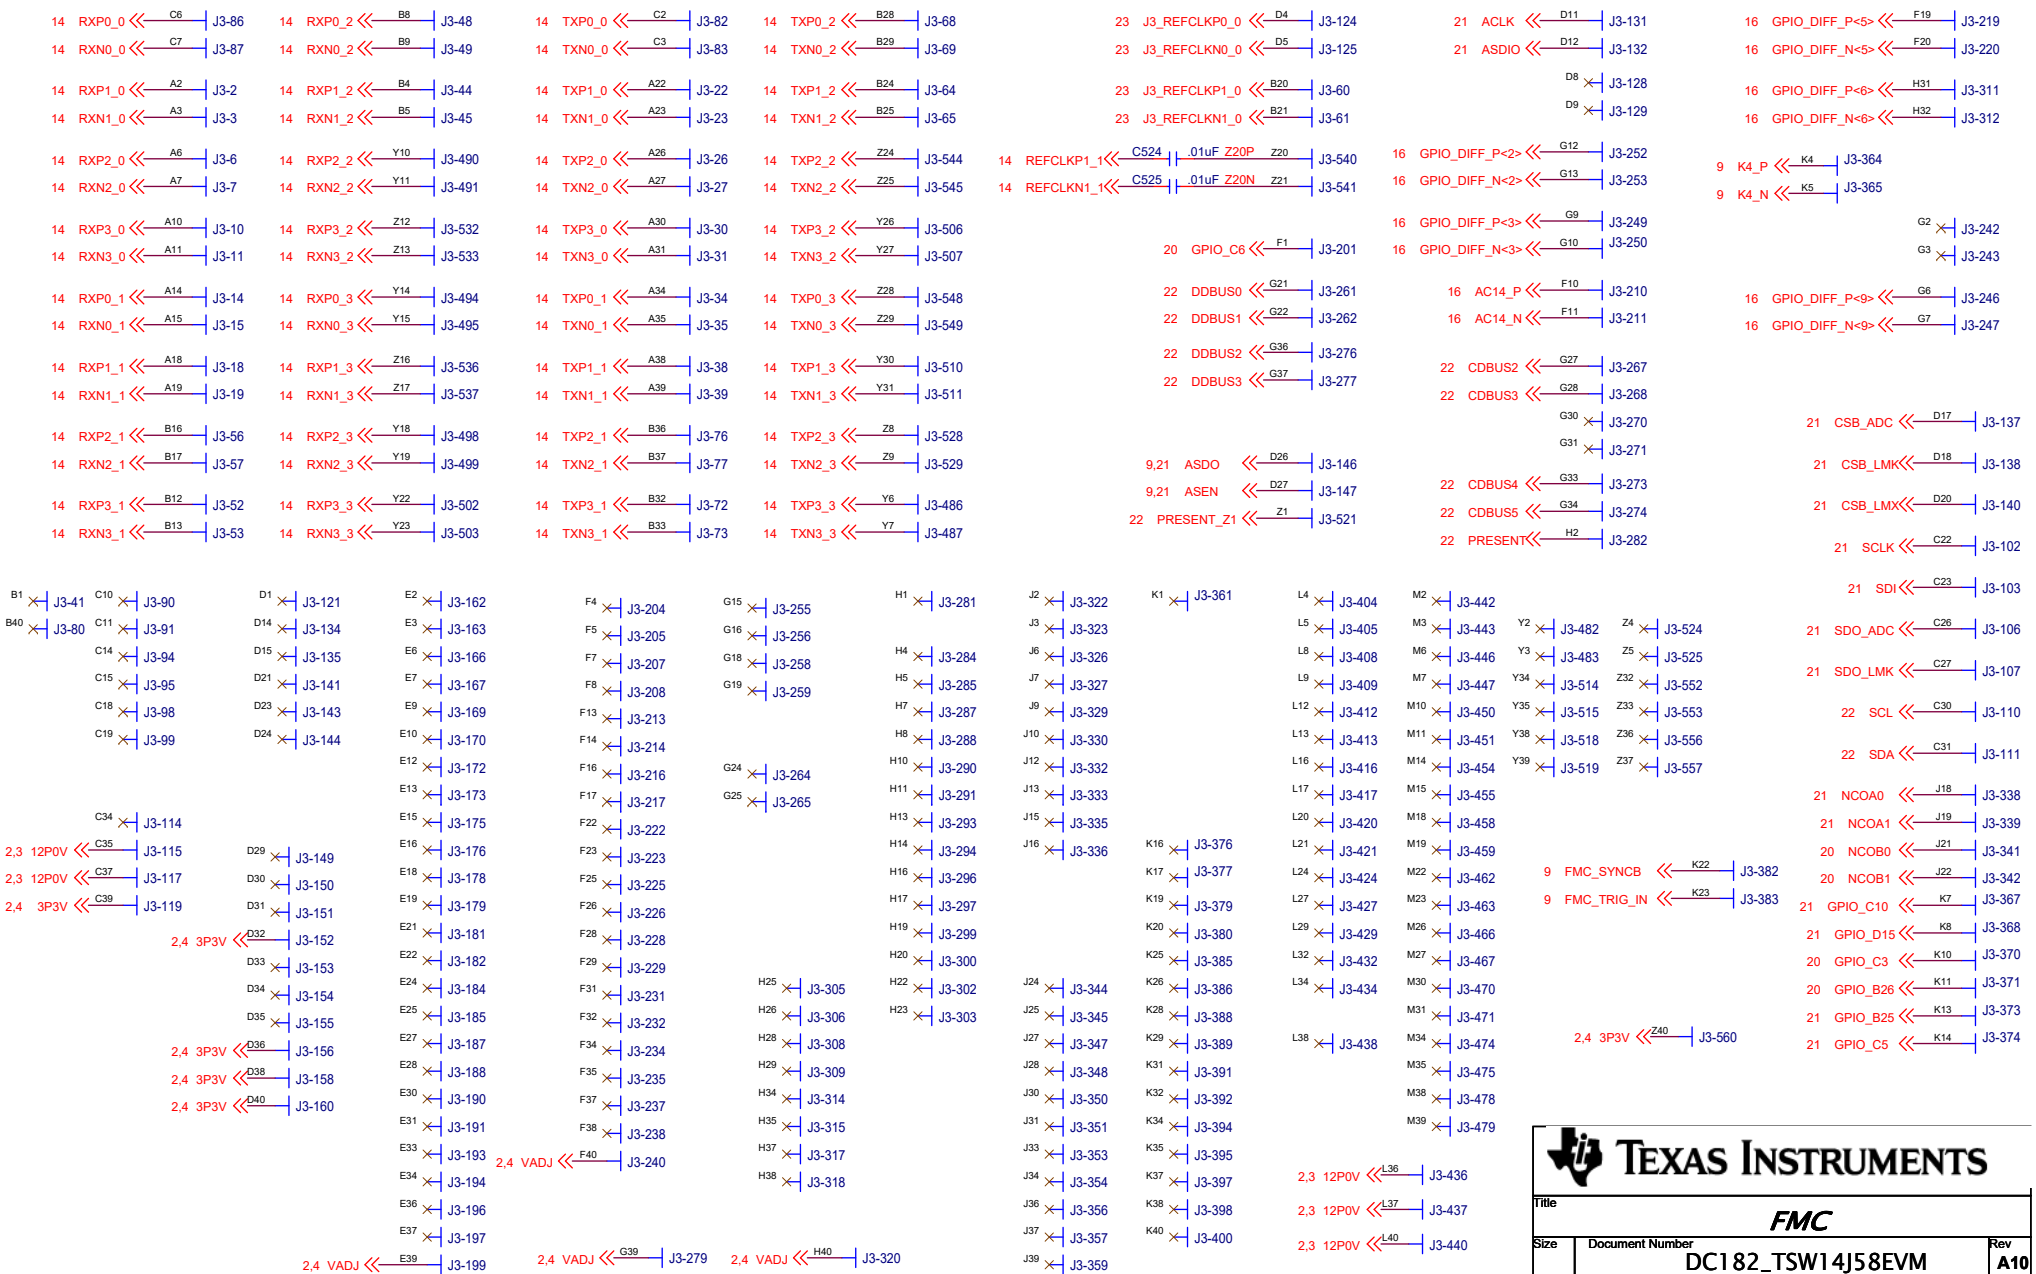 14 RXP0_0 C6 J3-86
14 RXN0_0 C7 J3-87
14 RXP1_0 A2 J3-2
14 RXN1_0 A3 J3-3
14 RXP2_0 A6 J3-6
14 RXN2_0 A7 J3-7
14 RXP3_0 A10 J3-10
14 RXN3_0 A11 J3-11
14 RXP0_1 A14 J3-14
14 RXN0_1 A15 J3-15
14 RXP1_1 A18 J3-18
14 RXN1_1 A19 J3-19
14 RXP2_1 B16 J3-56
14 RXN2_1 B17 J3-57
14 RXP3_1 B12 J3-52
14 RXN3_1 B13 J3-53
14 RXP0_2 B8 J3-48
14 RXN0_2 B9 J3-49
14 RXP1_2 B4 J3-44
14 RXN1_2 B5 J3-45
14 RXP2_2 Y10 J3-490
14 RXN2_2 Y11 J3-491
14 RXP3_2 Z12 J3-532
14 RXN3_2 Z13 J3-533
14 RXP0_3 Y14 J3-494
14 RXN0_3 Y15 J3-495
14 RXP1_3 Z16 J3-536
14 RXN1_3 Z17 J3-537
14 RXP2_3 Y18 J3-498
14 RXN2_3 Y19 J3-499
14 RXP3_3 Y22 J3-502
14 RXN3_3 Y23 J3-503
14 TXP0_0 C2 J3-82
14 TXN0_0 C3 J3-83
14 TXP1_0 A22 J3-22
14 TXN1_0 A23 J3-23
14 TXP2_0 A26 J3-26
14 TXN2_0 A27 J3-27
14 TXP3_0 A30 J3-30
14 TXN3_0 A31 J3-31
14 TXP0_1 A34 J3-34
14 TXN0_1 A35 J3-35
14 TXP1_1 A38 J3-38
14 TXN1_1 A39 J3-39
14 TXP2_1 B36 J3-76
14 TXN2_1 B37 J3-77
14 TXP3_1 B32 J3-72
14 TXN3_1 B33 J3-73
14 TXP0_2 B28 J3-68
14 TXN0_2 B29 J3-69
14 TXP1_2 B24 J3-64
14 TXN1_2 B25 J3-65
14 TXP2_2 Z24 J3-544
14 TXN2_2 Z25 J3-545
14 TXP3_2 Y26 J3-506
14 TXN3_2 Y27 J3-507
14 TXP0_3 Z28 J3-548
14 TXN0_3 Z29 J3-549
14 TXP1_3 Y30 J3-510
14 TXN1_3 Y31 J3-511
14 TXP2_3 Z8 J3-528
14 TXN2_3 Z9 J3-529
14 TXP3_3 Y6 J3-486
14 TXN3_3 Y7 J3-487
23 J3_REFCLKP0_0 D4 J3-124
23 J3_REFCLKN0_0 D5 J3-125
23 J3_REFCLKP1_0 B20 J3-60
23 J3_REFCLKN1_0 B21 J3-61
14 REFCLKP1_1 C524 .01uF Z20P Z20 J3-540
14 REFCLKN1_1 C525 .01uF Z20N Z21 J3-541
20 GPIO_C6 F1 J3-201
22 DDBUS0 G21 J3-261
22 DDBUS1 G22 J3-262
22 DDBUS2 G36 J3-276
22 DDBUS3 G37 J3-277
9,21 ASDO D26 J3-146
9,21 ASEN D27 J3-147
22 PRESENT_Z1 Z1 J3-521
21 ACLK D11 J3-131
21 ASDIO D12 J3-132
D8 J3-128
D9 J3-129
16 GPIO_DIFF_P<2> G12 J3-252
16 GPIO_DIFF_N<2> G13 J3-253
16 GPIO_DIFF_P<3> G9 J3-249
16 GPIO_DIFF_N<3> G10 J3-250
16 AC14_P F10 J3-210
16 AC14_N F11 J3-211
22 CDBUS2 G27 J3-267
22 CDBUS3 G28 J3-268
G30 J3-270
G31 J3-271
22 CDBUS4 G33 J3-273
22 CDBUS5 G34 J3-274
22 PRESENT H2 J3-282
16 GPIO_DIFF_P<5> F19 J3-219
16 GPIO_DIFF_N<5> F20 J3-220
16 GPIO_DIFF_P<6> H31 J3-311
16 GPIO_DIFF_N<6> H32 J3-312
9 K4_P K4 J3-364
9 K4_N K5 J3-365
G2 J3-242
G3 J3-243
16 GPIO_DIFF_P<9> G6 J3-246
16 GPIO_DIFF_N<9> G7 J3-247
21 CSB_ADC D17 J3-137
21 CSB_LMK D18 J3-138
21 CSB_LMX D20 J3-140
21 SCLK C22 J3-102
21 SDI C23 J3-103
21 SDO_ADC C26 J3-106
21 SDO_LMK C27 J3-107
22 SCL C30 J3-110
22 SDA C31 J3-111
21 NCOA0 J18 J3-338
21 NCOA1 J19 J3-339
20 NCOB0 J21 J3-341
20 NCOB1 J22 J3-342
21 GPIO_C10 K7 J3-367
21 GPIO_D15 K8 J3-368
20 GPIO_C3 K10 J3-370
20 GPIO_B26 K11 J3-371
21 GPIO_B25 K13 J3-373
21 GPIO_C5 K14 J3-374
B1 J3-41
B40 J3-80
C10 J3-90
C11 J3-91
C14 J3-94
C15 J3-95
C18 J3-98
C19 J3-99
C34 J3-114
2,3 12P0V C35 J3-115
2,3 12P0V C37 J3-117
2,4 3P3V C39 J3-119
D1 J3-121
D14 J3-134
D15 J3-135
D21 J3-141
D23 J3-143
D24 J3-144
D29 J3-149
D30 J3-150
D31 J3-151
2,4 3P3V D32 J3-152
D33 J3-153
D34 J3-154
D35 J3-155
2,4 3P3V D36 J3-156
2,4 3P3V D38 J3-158
2,4 3P3V D40 J3-160
E2 J3-162
E3 J3-163
E6 J3-166
E7 J3-167
E9 J3-169
E10 J3-170
E12 J3-172
E13 J3-173
E15 J3-175
E16 J3-176
E18 J3-178
E19 J3-179
E21 J3-181
E22 J3-182
E24 J3-184
E25 J3-185
E27 J3-187
E28 J3-188
E30 J3-190
E31 J3-191
E33 J3-193
E34 J3-194
E36 J3-196
E37 J3-197
2,4 VADJ E39 J3-199
F4 J3-204
F5 J3-205
F7 J3-207
F8 J3-208
F13 J3-213
F14 J3-214
F16 J3-216
F17 J3-217
F22 J3-222
F23 J3-223
F25 J3-225
F26 J3-226
F28 J3-228
F29 J3-229
F31 J3-231
F32 J3-232
F34 J3-234
F35 J3-235
F37 J3-237
F38 J3-238
2,4 VADJ F40 J3-240
2,4 VADJ G39 J3-279
G15 J3-255
G16 J3-256
G18 J3-258
G19 J3-259
G24 J3-264
G25 J3-265
H25 J3-305
H26 J3-306
H28 J3-308
H29 J3-309
H34 J3-314
H35 J3-315
H37 J3-317
H38 J3-318
2,4 VADJ H40 J3-320
H1 J3-281
H4 J3-284
H5 J3-285
H7 J3-287
H8 J3-288
H10 J3-290
H11 J3-291
H13 J3-293
H14 J3-294
H16 J3-296
H17 J3-297
H19 J3-299
H20 J3-300
H22 J3-302
H23 J3-303
J2 J3-322
J3 J3-323
J6 J3-326
J7 J3-327
J9 J3-329
J10 J3-330
J12 J3-332
J13 J3-333
J15 J3-335
J16 J3-336
J24 J3-344
J25 J3-345
J27 J3-347
J28 J3-348
J30 J3-350
J31 J3-351
J33 J3-353
J34 J3-354
J36 J3-356
J37 J3-357
J39 J3-359
K1 J3-361
K16 J3-376
K17 J3-377
K19 J3-379
K20 J3-380
K25 J3-385
K26 J3-386
K28 J3-388
K29 J3-389
K31 J3-391
K32 J3-392
K34 J3-394
K35 J3-395
K37 J3-397
K38 J3-398
K40 J3-400
L4 J3-404
L5 J3-405
L8 J3-408
L9 J3-409
L12 J3-412
L13 J3-413
L16 J3-416
L17 J3-417
L20 J3-420
L21 J3-421
L24 J3-424
L27 J3-427
L29 J3-429
L32 J3-432
L34 J3-434
L38 J3-438
2,3 12P0V L36 J3-436
2,3 12P0V L37 J3-437
2,3 12P0V L40 J3-440
M2 J3-442
M3 J3-443
M6 J3-446
M7 J3-447
M10 J3-450
M11 J3-451
M14 J3-454
M15 J3-455
M18 J3-458
M19 J3-459
M22 J3-462
M23 J3-463
M26 J3-466
M27 J3-467
M30 J3-470
M31 J3-471
M34 J3-474
M35 J3-475
M38 J3-478
M39 J3-479
Y2 J3-482
Y3 J3-483
Y34 J3-514
Y35 J3-515
Y38 J3-518
Y39 J3-519
Z4 J3-524
Z5 J3-525
Z32 J3-552
Z33 J3-553
Z36 J3-556
Z37 J3-557
9 FMC_SYNCB K22 J3-382
9 FMC_TRIG_IN K23 J3-383
2,4 3P3V Z40 J3-560
TEXAS INSTRUMENTS
Title
FMC
Size Document Number Rev
DC182_TSW14J58EVM A10